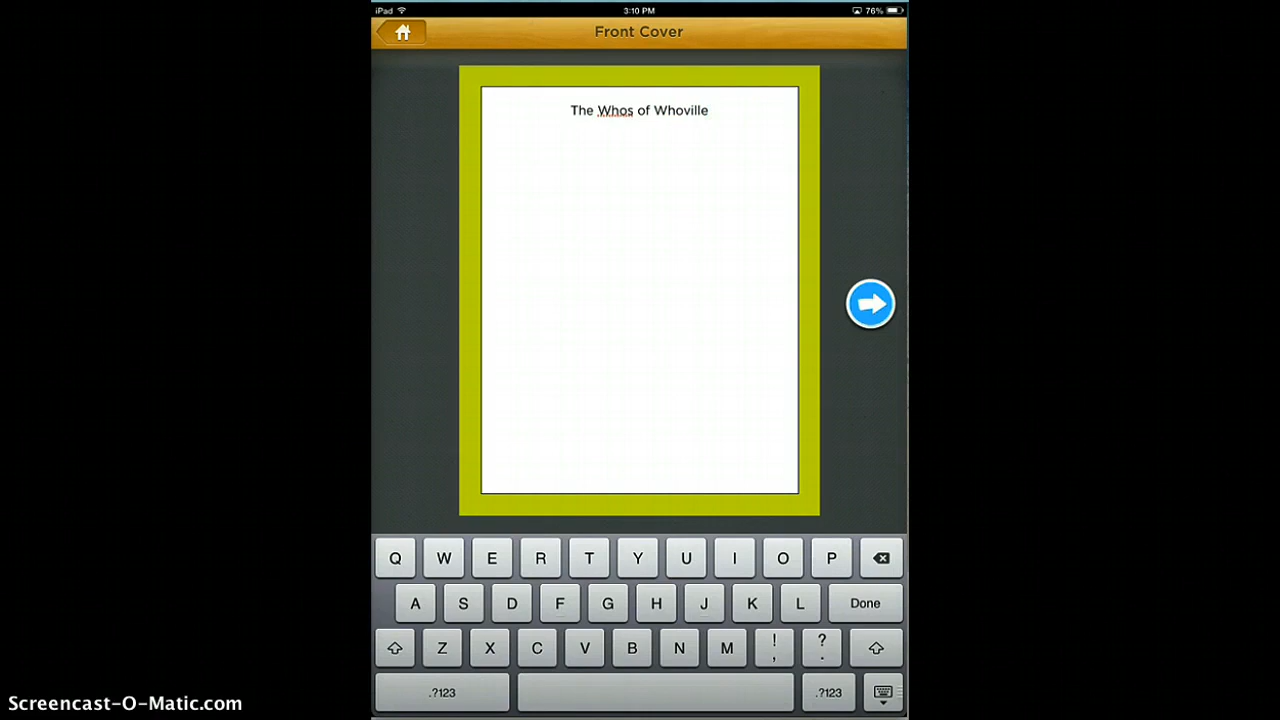 iPad 3:10 PM 76%
Front Cover
The Whos of Whoville
Q W E R T Y U I O P
A S D F G H J K L Done
Z X C V B N M ! , ? .
.?123 .?123
Screencast-O-Matic.com